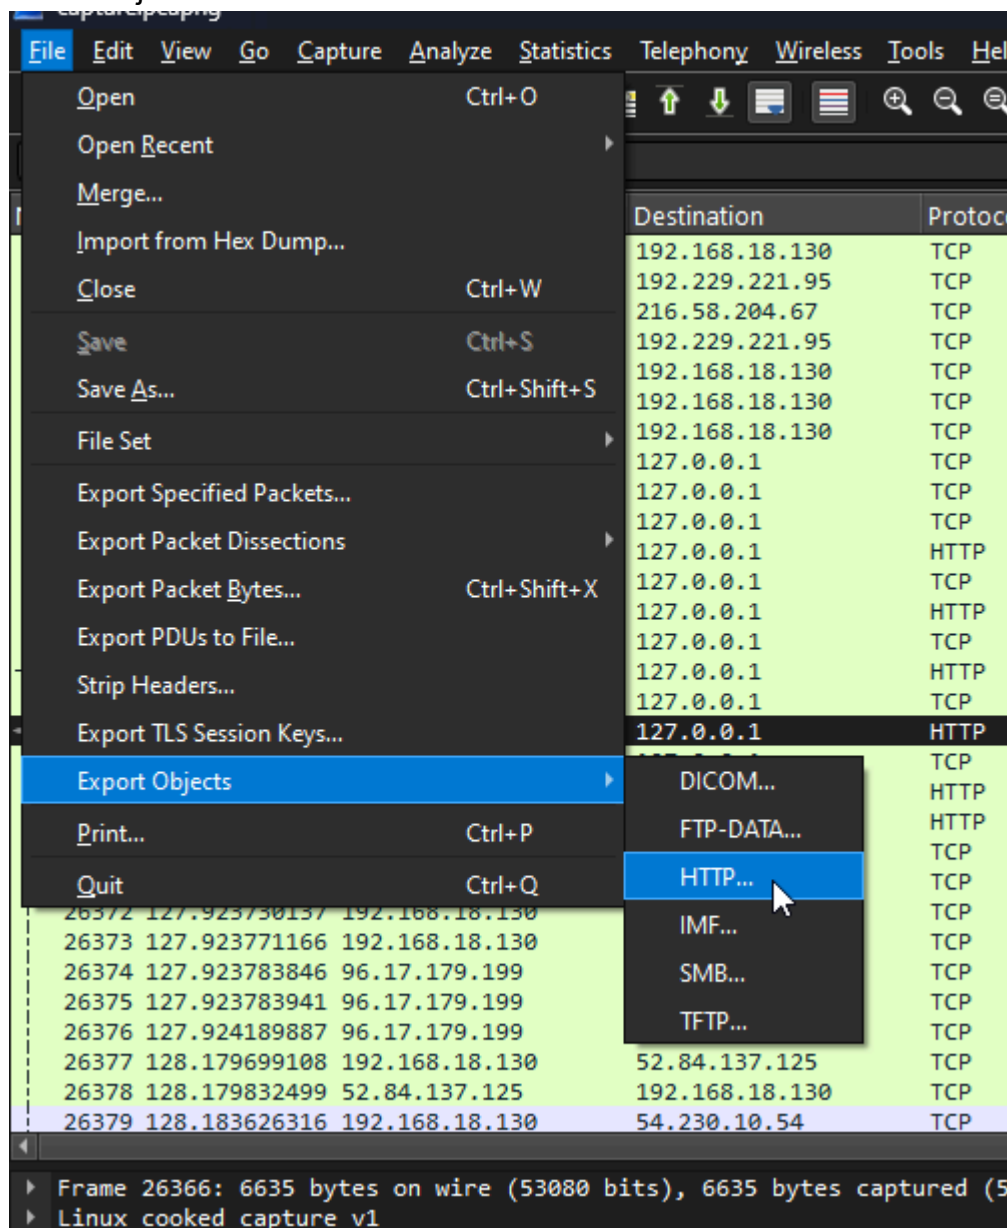 capture.pcapng
File Edit View Go Capture Analyze Statistics Telephony Wireless Tools
Open Ctrl+O
Open Recent
Merge...
Destination
Import from Hex Dump...
192.168.18.130 TCP
Close Ctrl+W
192.229.221.95 TCP
216.58.204.67 TCP
Save Ctrl+S
192.229.221.95 TCP
Save As... Ctrl+Shift+S
192.168.18.130 TCP
192.168.18.130 TCP
File Set
192.168.18.130 TCP
127.0.0.1 TCP
Export Specified Packets...
127.0.0.1 TCP
127.0.0.1 TCP
Export Packet Dissections
127.0.0.1 HTTP
Export Packet Bytes... Ctrl+Shift+X
127.0.0.1 TCP
127.0.0.1 HTTP
Export PDUs to File...
127.0.0.1 TCP
127.0.0.1 HTTP
Strip Headers...
127.0.0.1 TCP
Export TLS Session Keys...
127.0.0.1 HTTP
TCP
Export Objects
DICOM...
HTTP
Print... Ctrl+P
FTP-DATA...
HTTP
TCP
Quit Ctrl+Q
HTTP...
TCP
26372 127.923730137 192.168.18.130 TCP
IMF...
26373 127.923771166 192.168.18.130 TCP
26374 127.923783846 96.17.179.199 TCP
SMB...
26375 127.923783941 96.17.179.199 TCP
TFTP...
26376 127.924189887 96.17.179.199 TCP
26377 128.179699108 192.168.18.130 52.84.137.125 TCP
26378 128.179832499 52.84.137.125 192.168.18.130 TCP
26379 128.183626316 192.168.18.130 54.230.10.54 TCP
Frame 26366: 6635 bytes on wire (53080 bits), 6635 bytes captured (5
Linux cooked capture v1